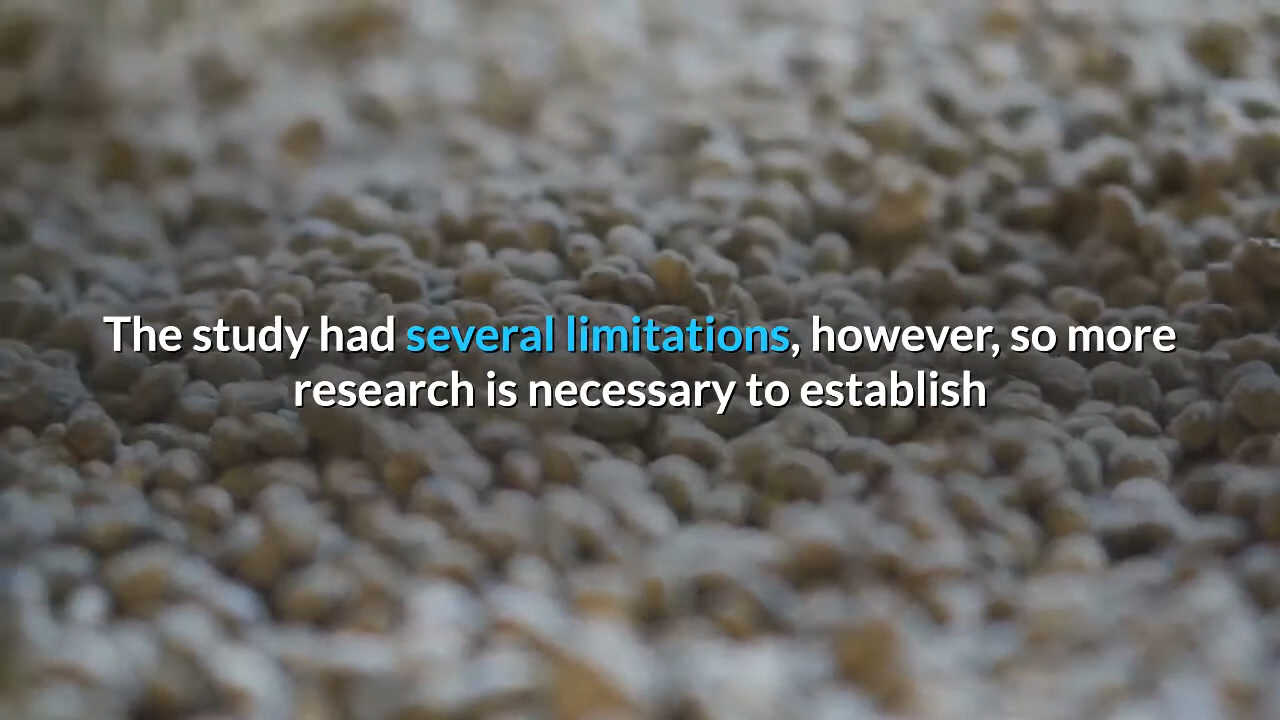 The study had several limitations, however, so more
research is necessary to establish